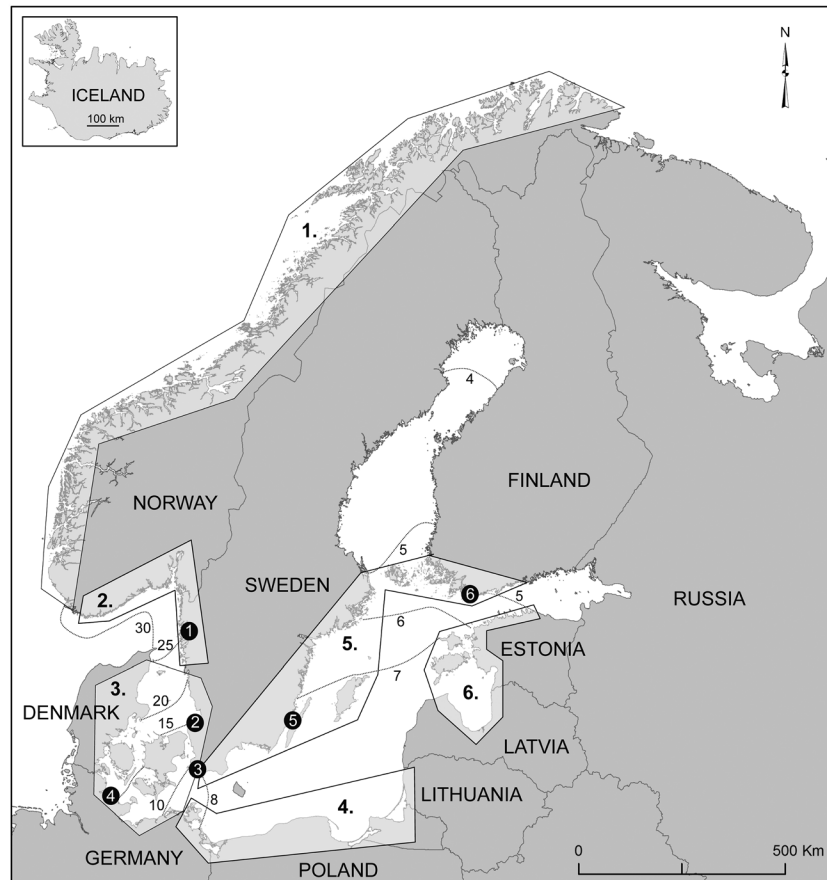 ICELAND
100 km
N
1.
4
FINLAND
NORWAY
5
SWEDEN
2.
6
5
RUSSIA
30
1
6
25
5.
ESTONIA
7
3.
6.
20
DENMARK
15
2
5
LATVIA
3
4
10
8
4.
LITHUANIA
GERMANY
POLAND
0
500 Km